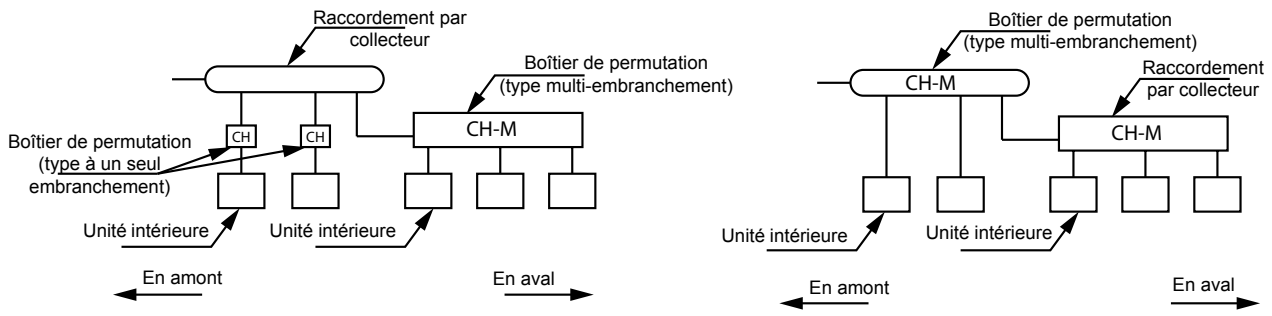 Raccordement par
collecteur
Boîtier de permutation
(type multi-embranchement)
CH
CH
CH-M
Boîtier de permutation
(type à un seul
embranchement)
Unité intérieure
Unité intérieure
En amont
En aval
Boîtier de permutation
(type multi-embranchement)
CH-M
Raccordement
par collecteur
CH-M
Unité intérieure
Unité intérieure
En amont
En aval